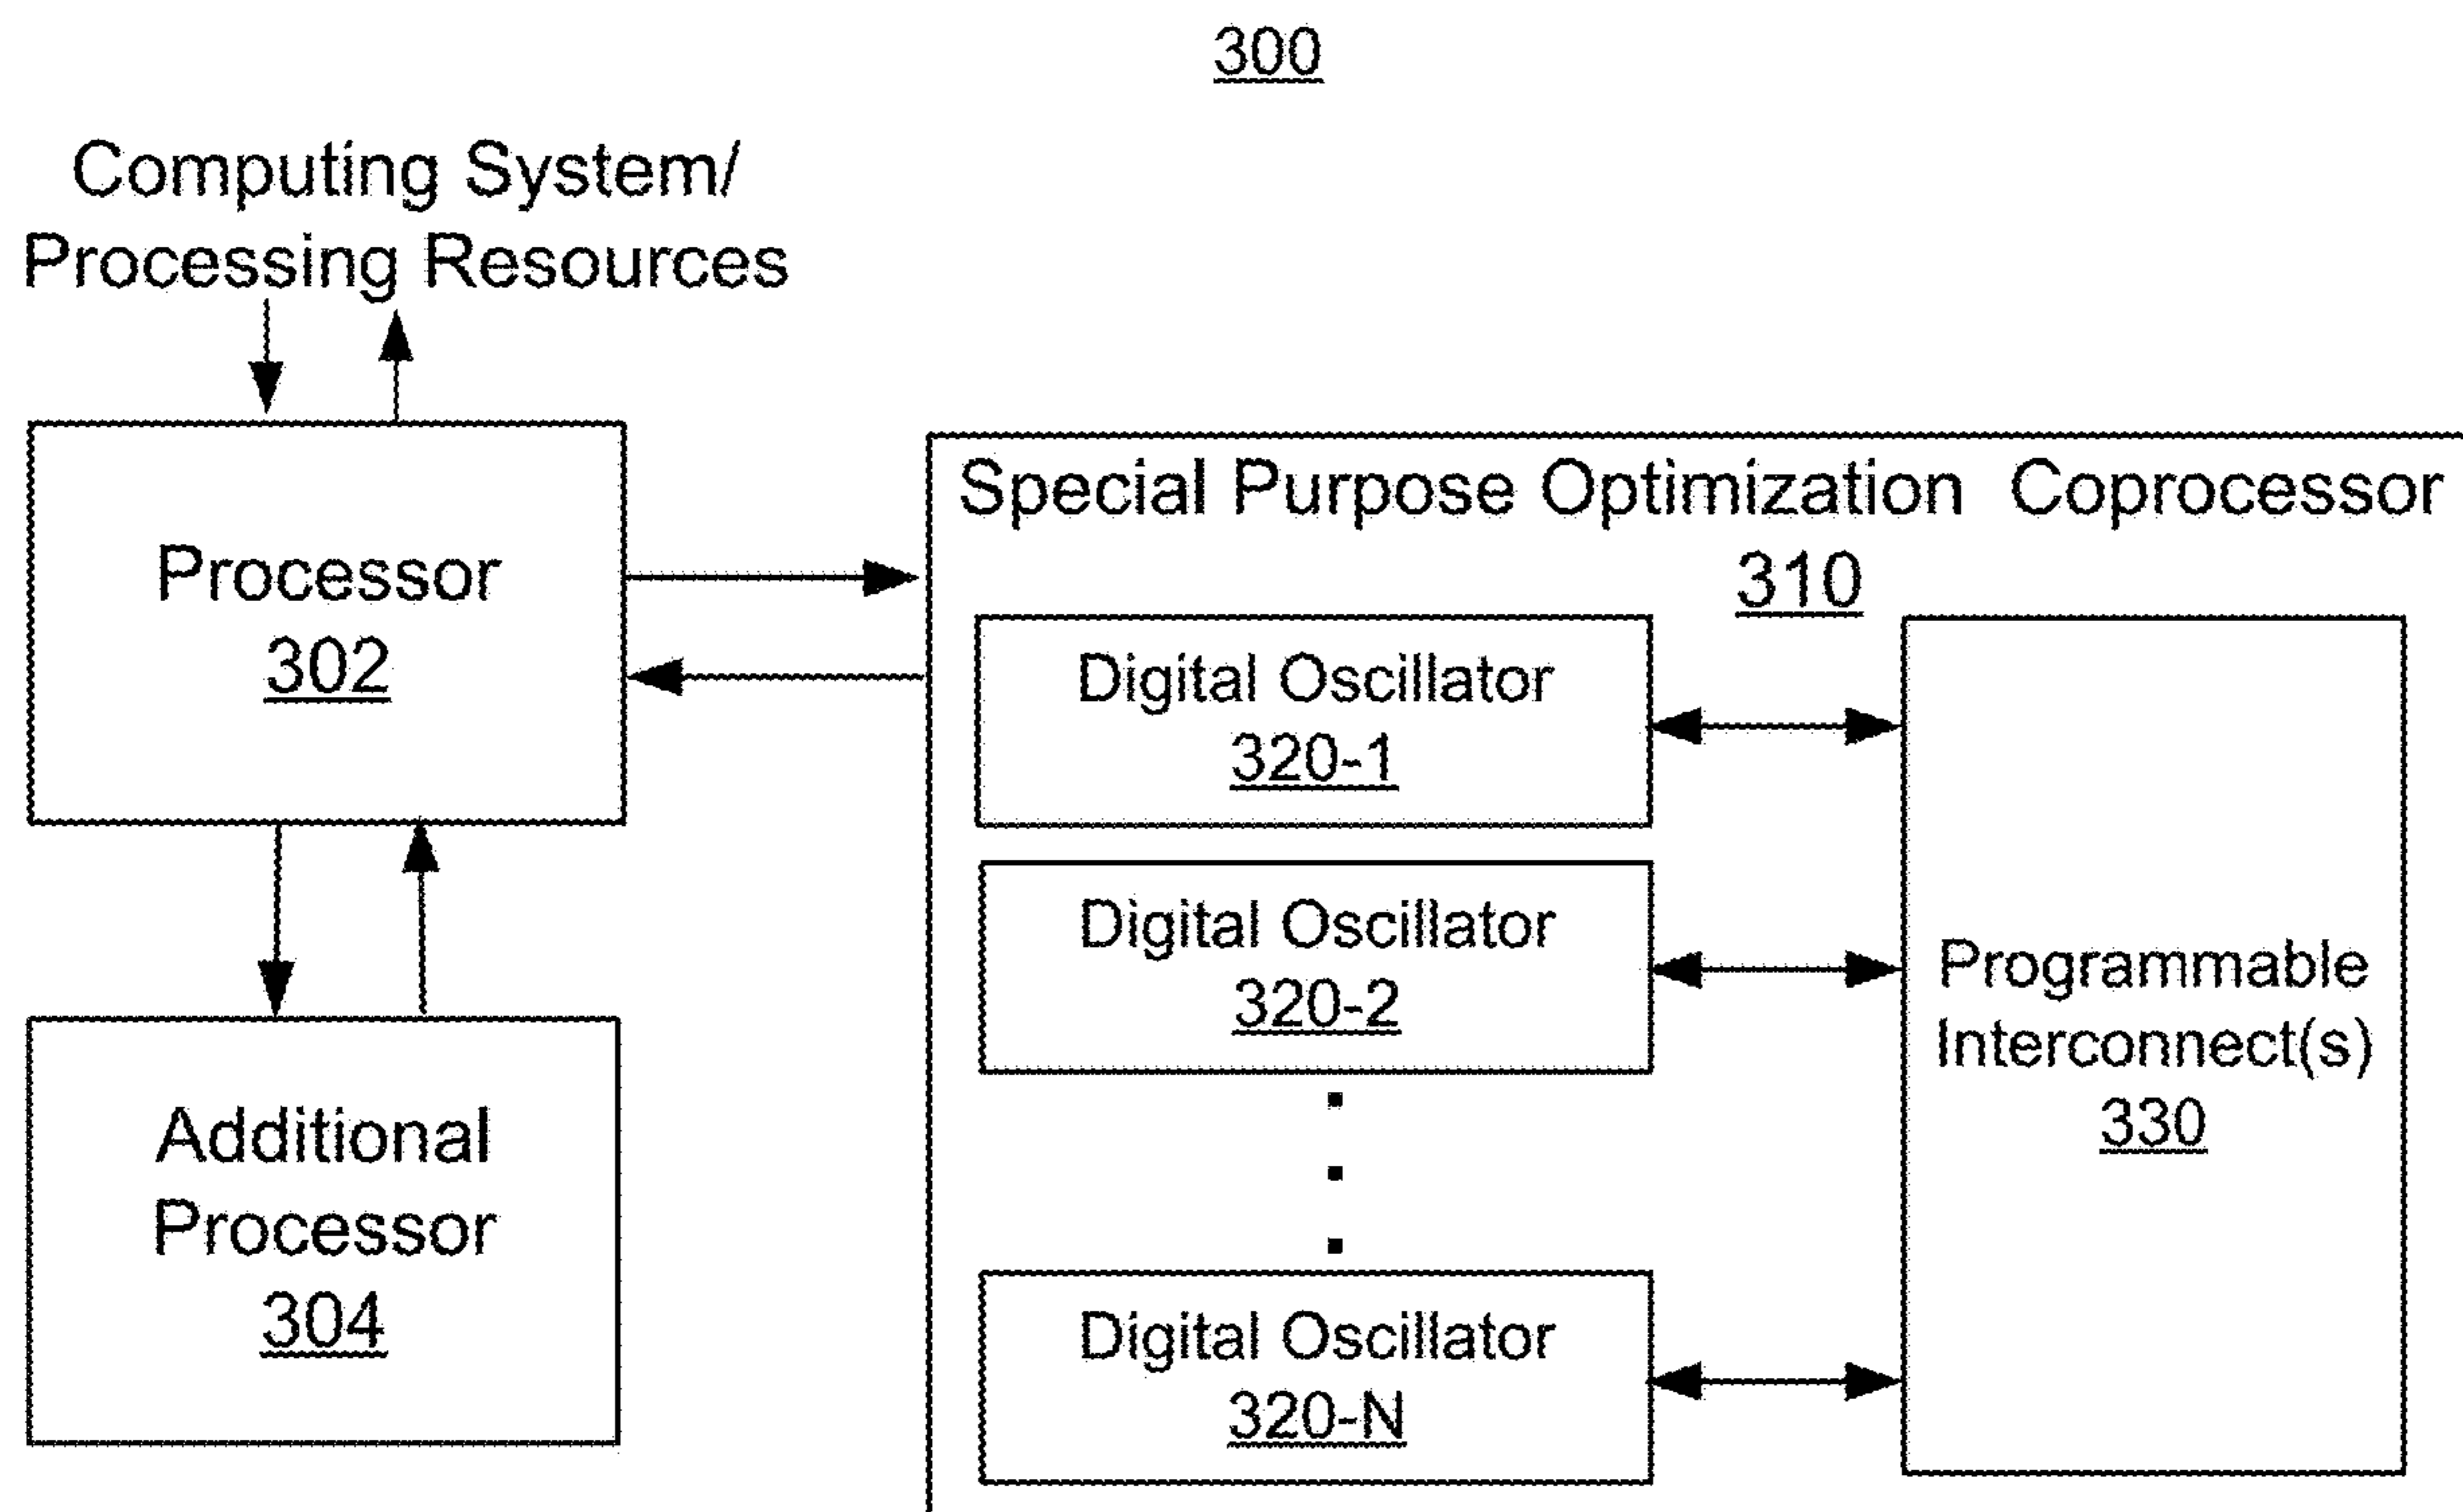 300
Computing System/
Processing Resources
Processor
302
Additional
Processor
304
Special Purpose Optimization Coprocessor
310
Digital Oscillator
320-1
Digital Oscillator
320-2
Digital Oscillator
320-N
Programmable
Interconnect(s)
330